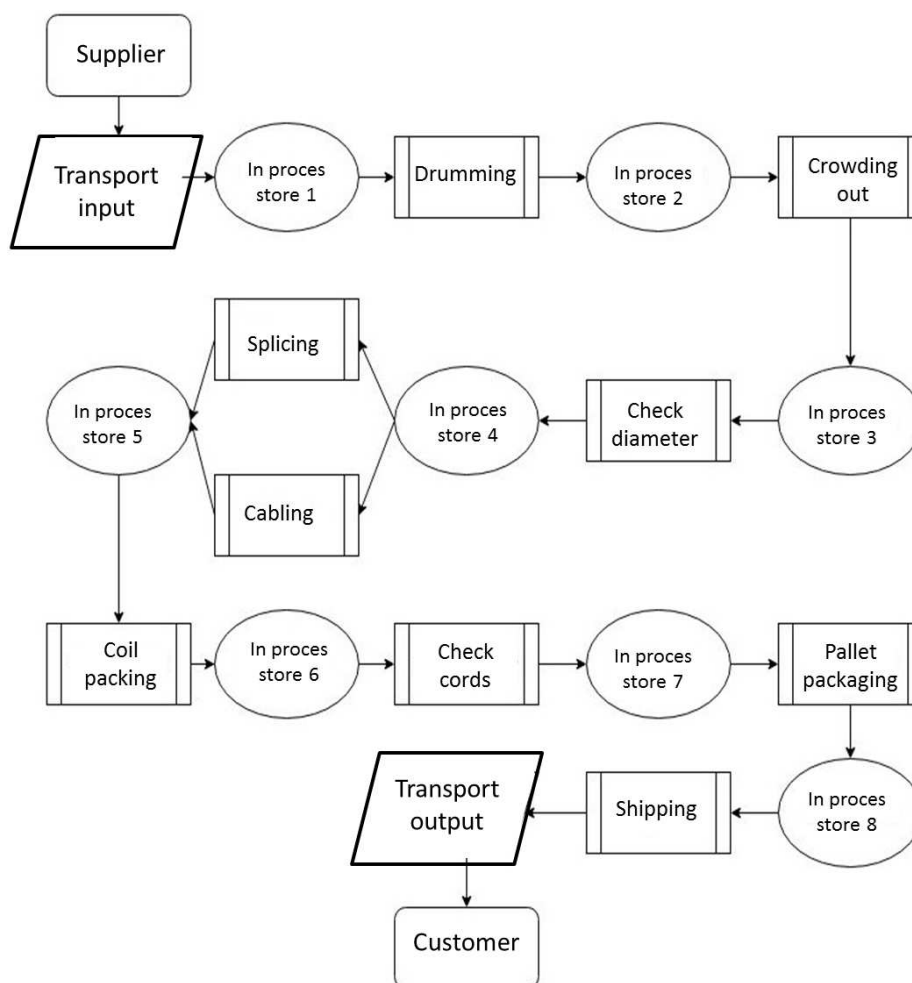 Supplier
Transport
input
In proces
store 1
Drumming
In proces
store 2
Crowding
out
In proces
store 3
Check
diameter
In proces
store 4
Splicing
Cabling
In proces
store 5
Coil
packing
In proces
store 6
Check
cords
In proces
store 7
Pallet
packaging
In proces
store 8
Shipping
Transport
output
Customer